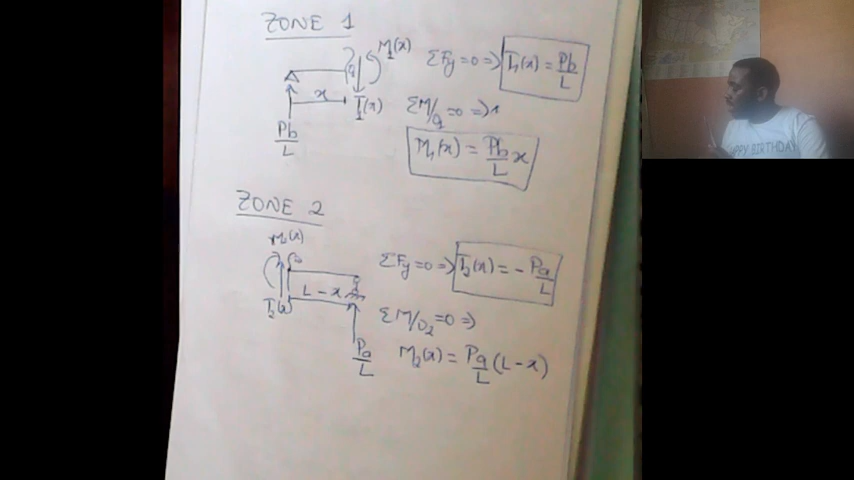 ZONE 1
M₁(x)
ΣFy=0 => T₁(x) = Pb/L
x
T₁(x)
Pb/L
ΣM/ =0 =>
M₁(x) = Pb/L x
ZONE 2
M₂(x)
ΣFy=0 => T₂(x) = - Pa/L
L-x
T₂(x)
ΣM/O₂=0 =>
Pa/L
M₂(x) = Pa/L (L-x)
HAPPY BIRTHDAY